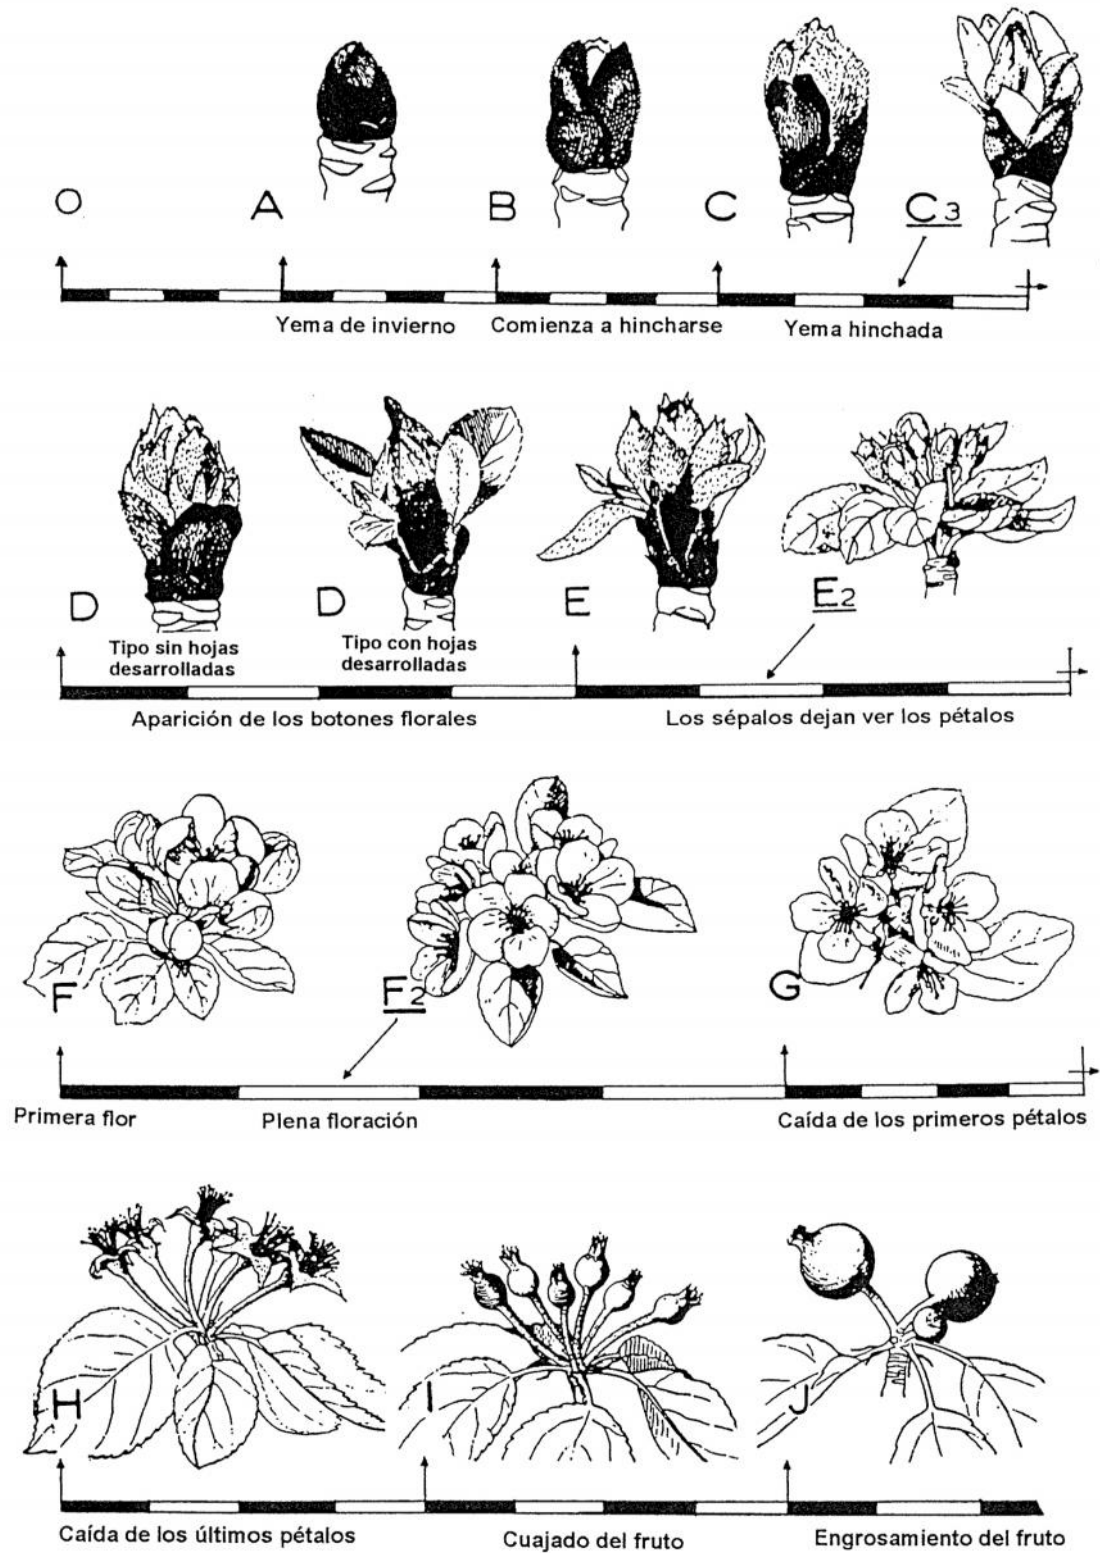 O
A
B
C
C3
Yema de invierno
Comienza a hincharse
Yema hinchada
D
D
E
E2
Tipo sin hojas
desarrolladas
Tipo con hojas
desarrolladas
Aparición de los botones florales
Los sépalos dejan ver los pétalos
F
F2
G
Primera flor
Plena floración
Caída de los primeros pétalos
H
I
J
Caída de los últimos pétalos
Cuajado del fruto
Engrosamiento del fruto